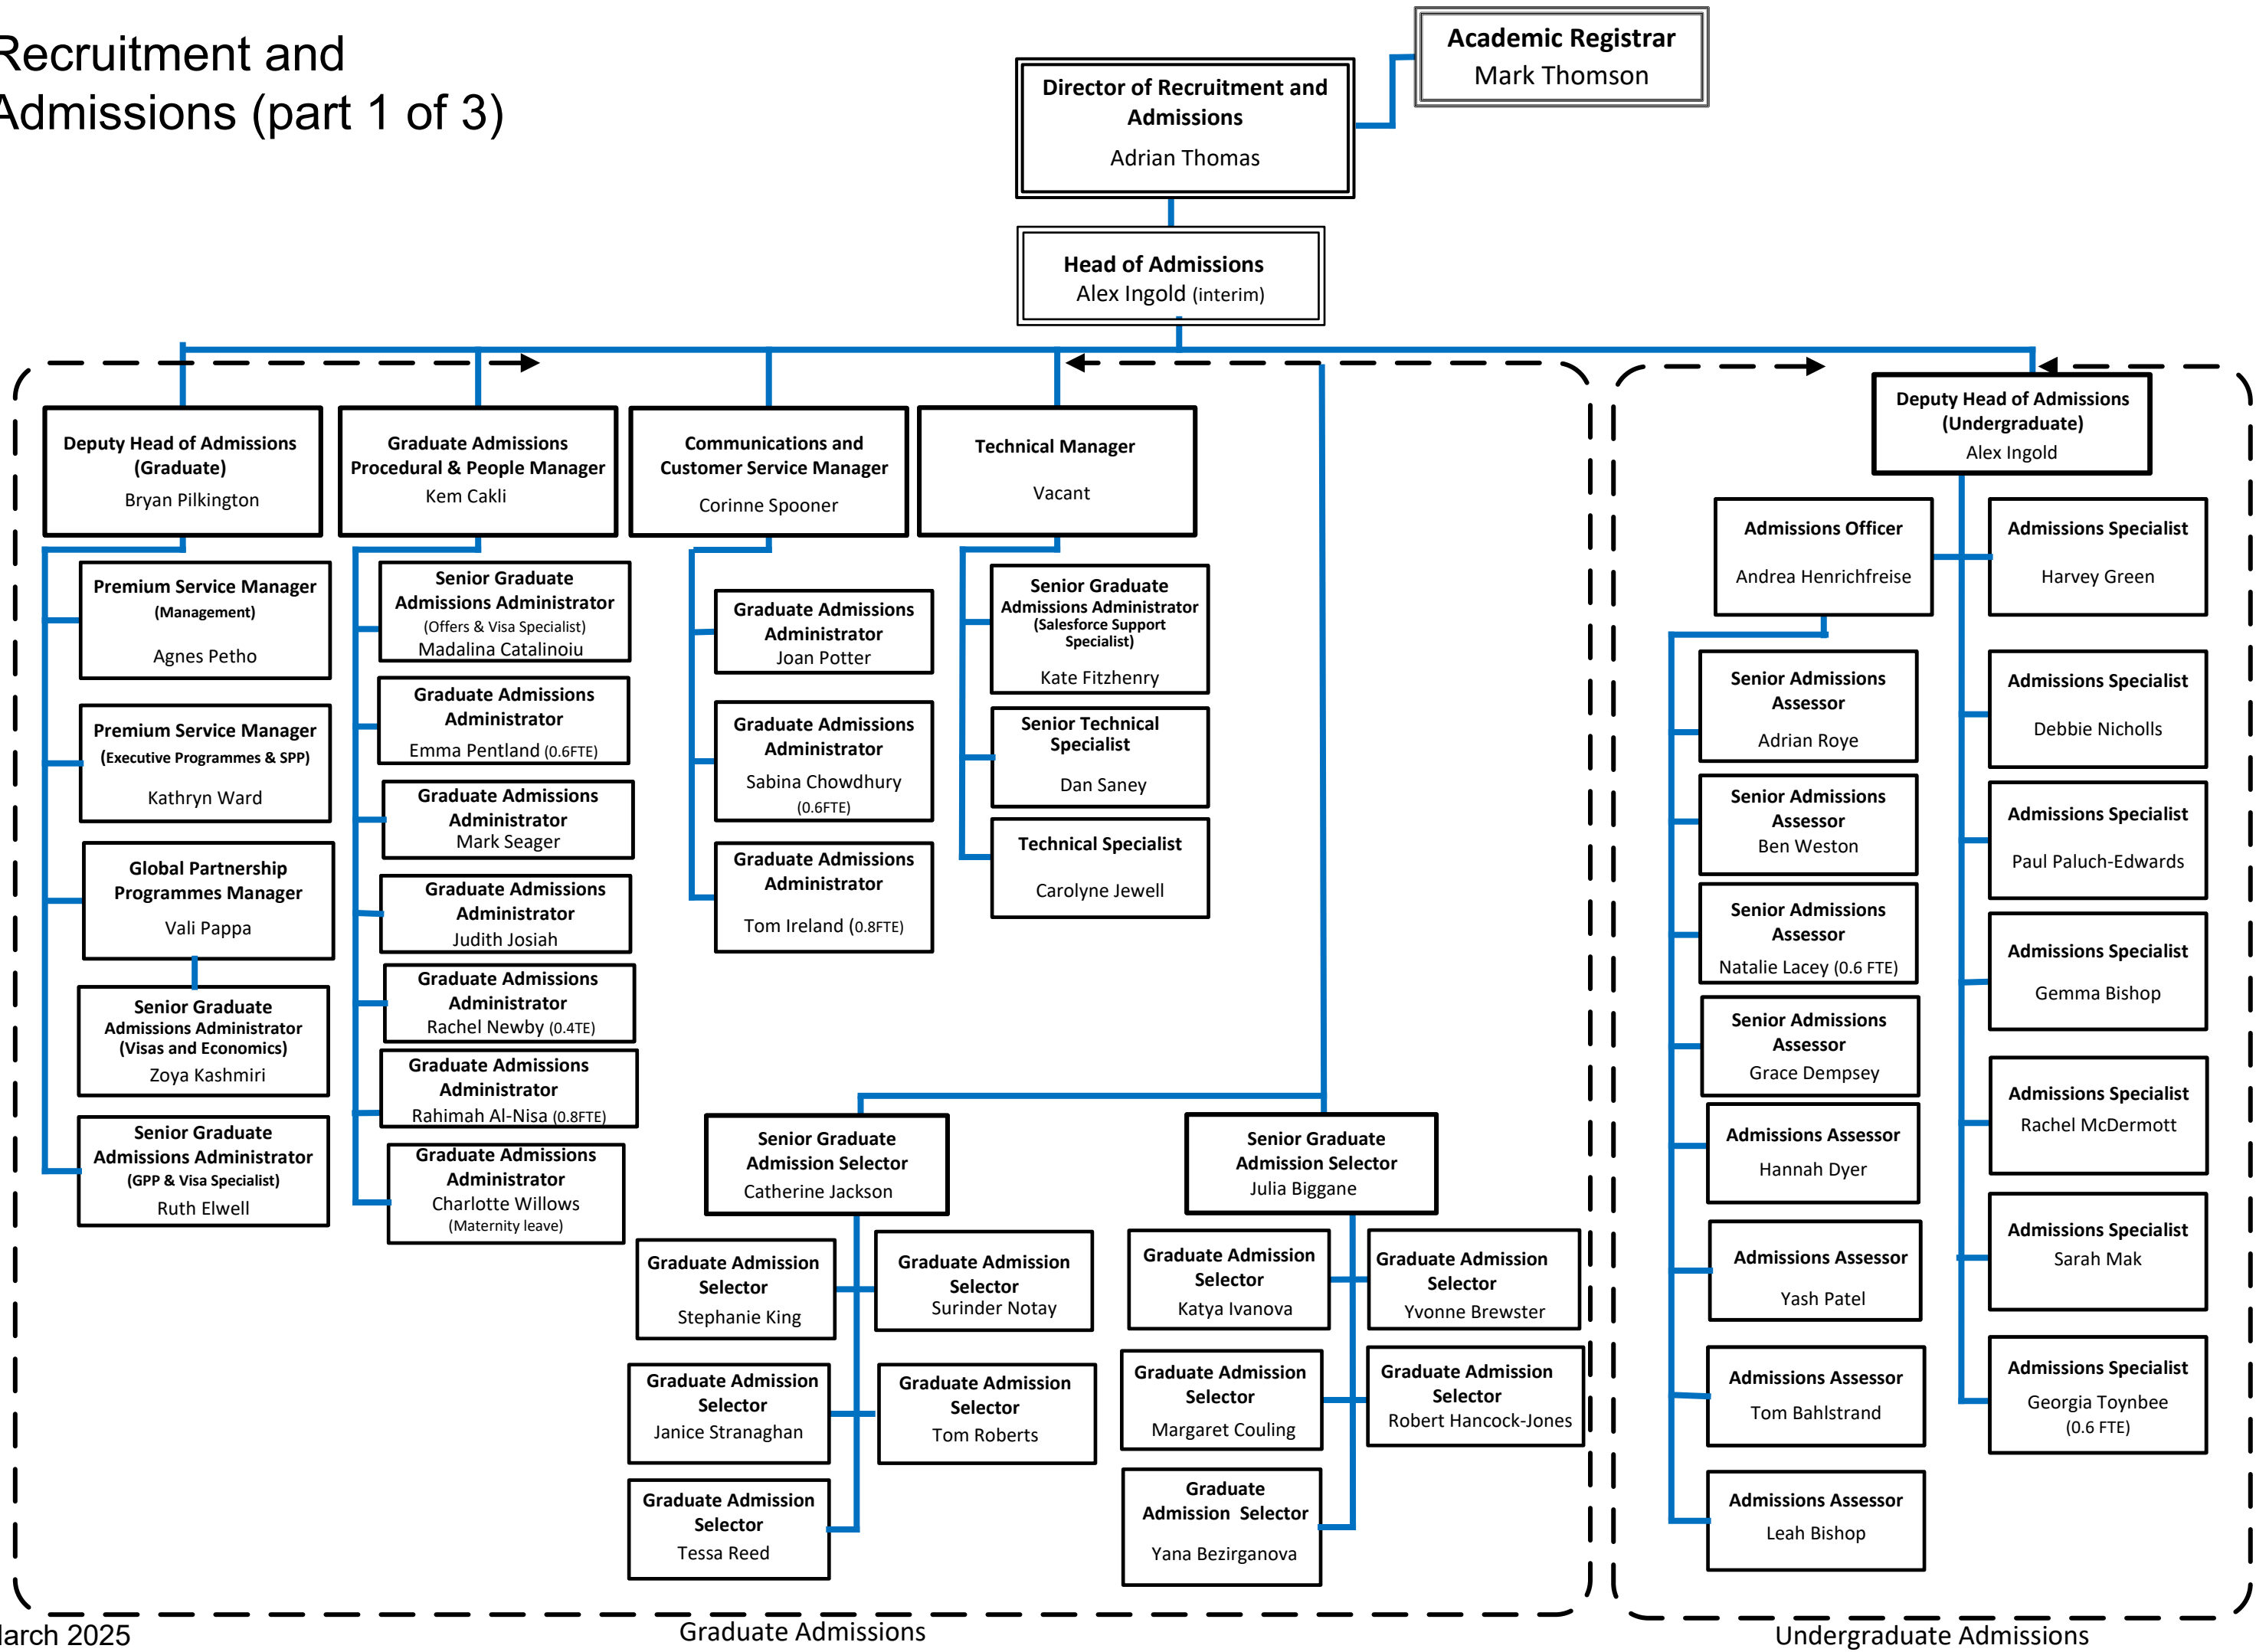 Recruitment and
Admissions (part 1 of 3)
Academic Registrar
Mark Thomson
Director of Recruitment and
Admissions
Adrian Thomas
Head of Admissions
Alex Ingold (interim)
Deputy Head of Admissions
(Graduate)
Bryan Pilkington
Premium Service Manager
(Management)
Agnes Petho
Premium Service Manager
(Executive Programmes & SPP)
Kathryn Ward
Global Partnership
Programmes Manager
Vali Pappa
Senior Graduate
Admissions Administrator
(Visas and Economics)
Zoya Kashmiri
Senior Graduate
Admissions Administrator
(GPP & Visa Specialist)
Ruth Elwell
Graduate Admissions
Procedural & People Manager
Kem Cakli
Senior Graduate
Admissions Administrator
(Offers & Visa Specialist)
Madalina Catalinoiu
Graduate Admissions
Administrator
Emma Pentland (0.6FTE)
Graduate Admissions
Administrator
Mark Seager
Graduate Admissions
Administrator
Judith Josiah
Graduate Admissions
Administrator
Rachel Newby (0.4TE)
Graduate Admissions
Administrator
Rahimah Al-Nisa (0.8FTE)
Graduate Admissions
Administrator
Charlotte Willows
(Maternity leave)
Communications and
Customer Service Manager
Corinne Spooner
Graduate Admissions
Administrator
Joan Potter
Graduate Admissions
Administrator
Sabina Chowdhury
(0.6FTE)
Graduate Admissions
Administrator
Tom Ireland (0.8FTE)
Technical Manager
Vacant
Senior Graduate
Admissions Administrator
(Salesforce Support
Specialist)
Kate Fitzhenry
Senior Technical
Specialist
Dan Saney
Technical Specialist
Carolyne Jewell
Senior Graduate
Admission Selector
Catherine Jackson
Graduate Admission
Selector
Stephanie King
Graduate Admission
Selector
Surinder Notay
Graduate Admission
Selector
Janice Stranaghan
Graduate Admission
Selector
Tom Roberts
Graduate Admission
Selector
Tessa Reed
Senior Graduate
Admission Selector
Julia Biggane
Graduate Admission
Selector
Katya Ivanova
Graduate Admission
Selector
Yvonne Brewster
Graduate Admission
Selector
Margaret Couling
Graduate Admission
Selector
Robert Hancock-Jones
Graduate
Admission Selector
Yana Bezirganova
Deputy Head of Admissions
(Undergraduate)
Alex Ingold
Admissions Officer
Andrea Henrichfreise
Senior Admissions
Assessor
Adrian Roye
Senior Admissions
Assessor
Ben Weston
Senior Admissions
Assessor
Natalie Lacey (0.6 FTE)
Senior Admissions
Assessor
Grace Dempsey
Admissions Assessor
Hannah Dyer
Admissions Assessor
Yash Patel
Admissions Assessor
Tom Bahlstrand
Admissions Assessor
Leah Bishop
Admissions Specialist
Harvey Green
Admissions Specialist
Debbie Nicholls
Admissions Specialist
Paul Paluch-Edwards
Admissions Specialist
Gemma Bishop
Admissions Specialist
Rachel McDermott
Admissions Specialist
Sarah Mak
Admissions Specialist
Georgia Toynbee
(0.6 FTE)
March 2025
Graduate Admissions
Undergraduate Admissions